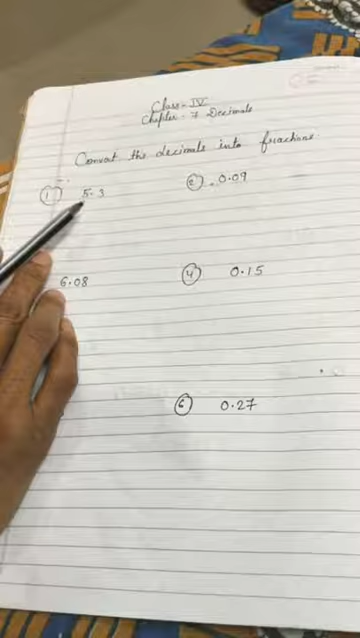 Class - IV
Chapter - 7 Decimals
Convert the decimals into fractions.
1 5.3
2 0.09
6.08
4 0.15
6 0.27